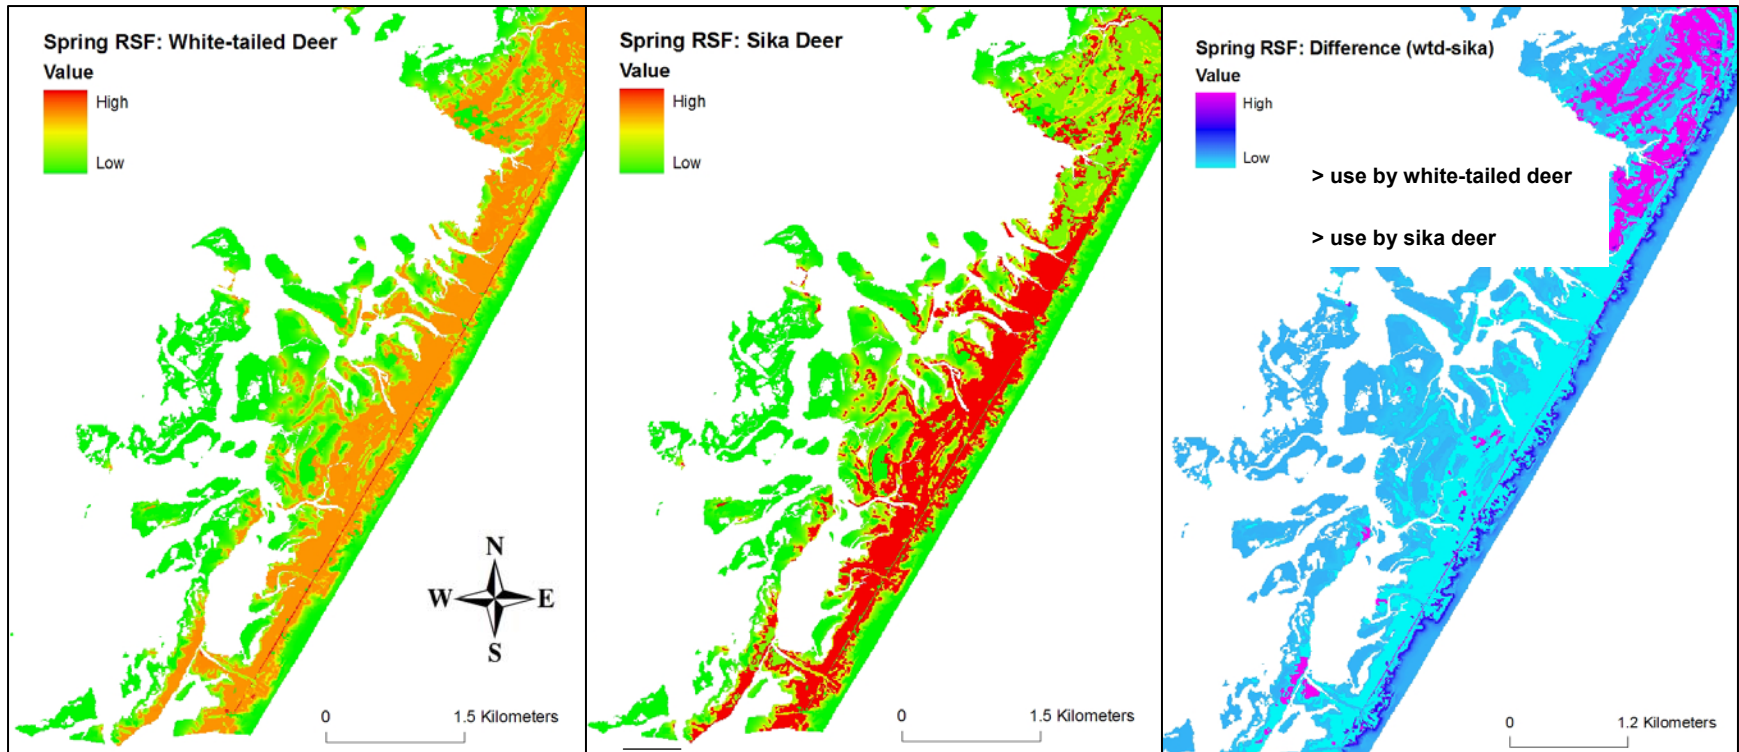 Spring RSF: White-tailed Deer
Value
High
Low
N
W E
S
0 1.5 Kilometers
Spring RSF: Sika Deer
Value
High
Low
0 1.5 Kilometers
Spring RSF: Difference (wtd-sika)
Value
High
Low
> use by white-tailed deer
> use by sika deer
0 1.2 Kilometers